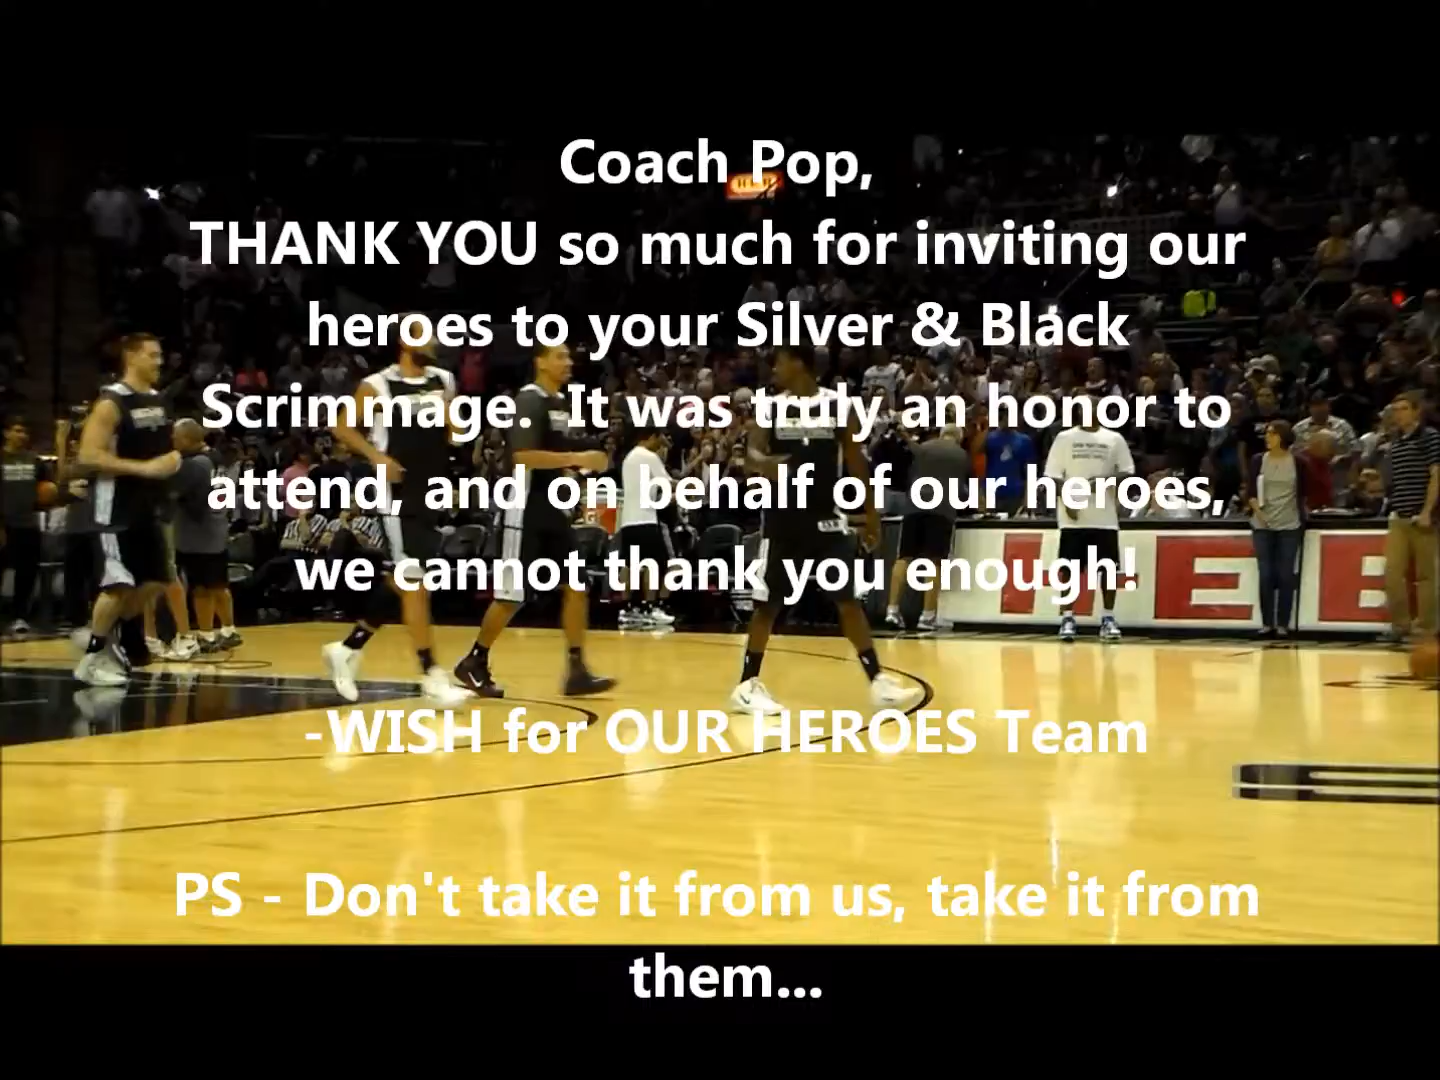 Coach Pop,
THANK YOU so much for inviting our
heroes to your Silver & Black
Scrimmage.  It was truly an honor to
attend, and on behalf of our heroes,
we cannot thank you enough!
-WISH for OUR HEROES Team
PS - Don't take it from us, take it from
them...